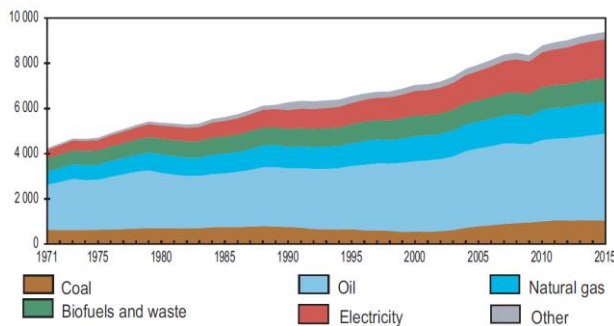 10 000
8 000
6 000
4 000
2 000
0
1971 1975 1980 1985 1990 1995 2000 2005 2010 2015
Coal Oil Natural gas
Biofuels and waste Electricity Other